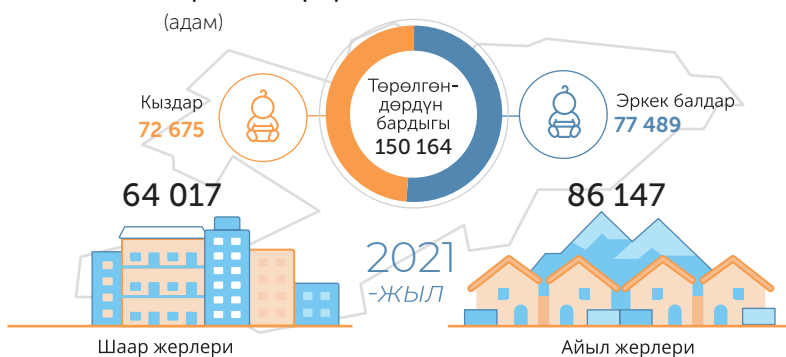 (адам)
Төрөлгөн-
дөрдүн
бардыгы
150 164
Кыздар
72 675
Эркек балдар
77 489
64 017
86 147
2021
-жыл
Шаар жерлери
Айыл жерлери